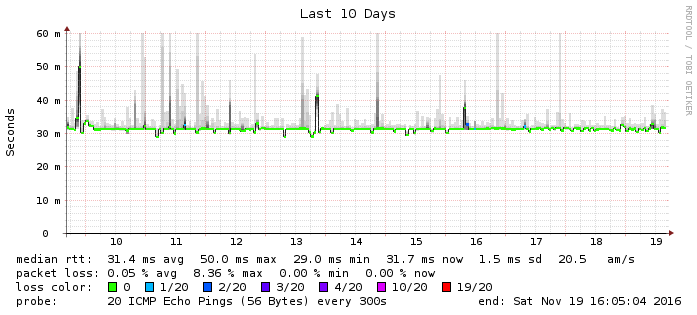 Last 10 Days
RRDTOOL / TOBI OETIKER
Seconds
60 m
50 m
40 m
30 m
20 m
10 m
0
10 11 12 13 14 15 16 17 18 19
median rtt: 31.4 ms avg 50.0 ms max 29.0 ms min 31.7 ms now 1.5 ms sd 20.5 am/s
packet loss: 0.05 % avg 8.36 % max 0.00 % min 0.00 % now
loss color: 0 1/20 2/20 3/20 4/20 10/20 19/20
probe: 20 ICMP Echo Pings (56 Bytes) every 300s end: Sat Nov 19 16:05:04 2016